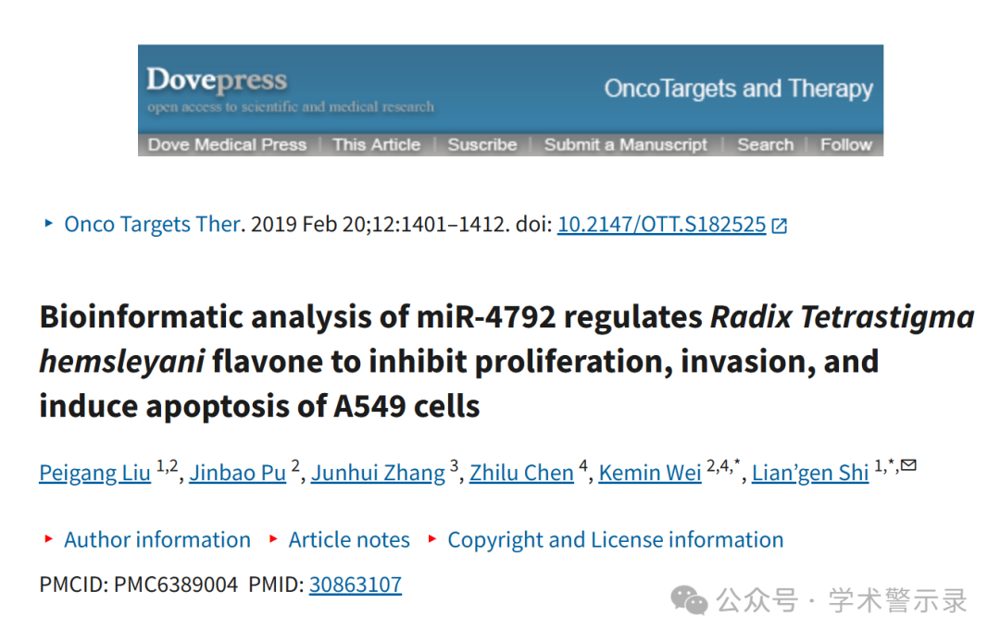 Dovepress
open access to scientific and medical research
OncoTargets and Therapy
Dove Medical Press | This Article | Suscribe | Submit a Manuscript | Search | Follow
▸ Onco Targets Ther. 2019 Feb 20;12:1401–1412. doi: 10.2147/OTT.S182525
Bioinformatic analysis of miR-4792 regulates Radix Tetrastigma
hemsleyani flavone to inhibit proliferation, invasion, and
induce apoptosis of A549 cells
Peigang Liu 1,2, Jinbao Pu 2, Junhui Zhang 3, Zhilu Chen 4, Kemin Wei 2,4,*, Lian’gen Shi 1,*,✉
▸ Author information ▸ Article notes ▸ Copyright and License information
PMCID: PMC6389004 PMID: 30863107
公众号 · 学术警示录